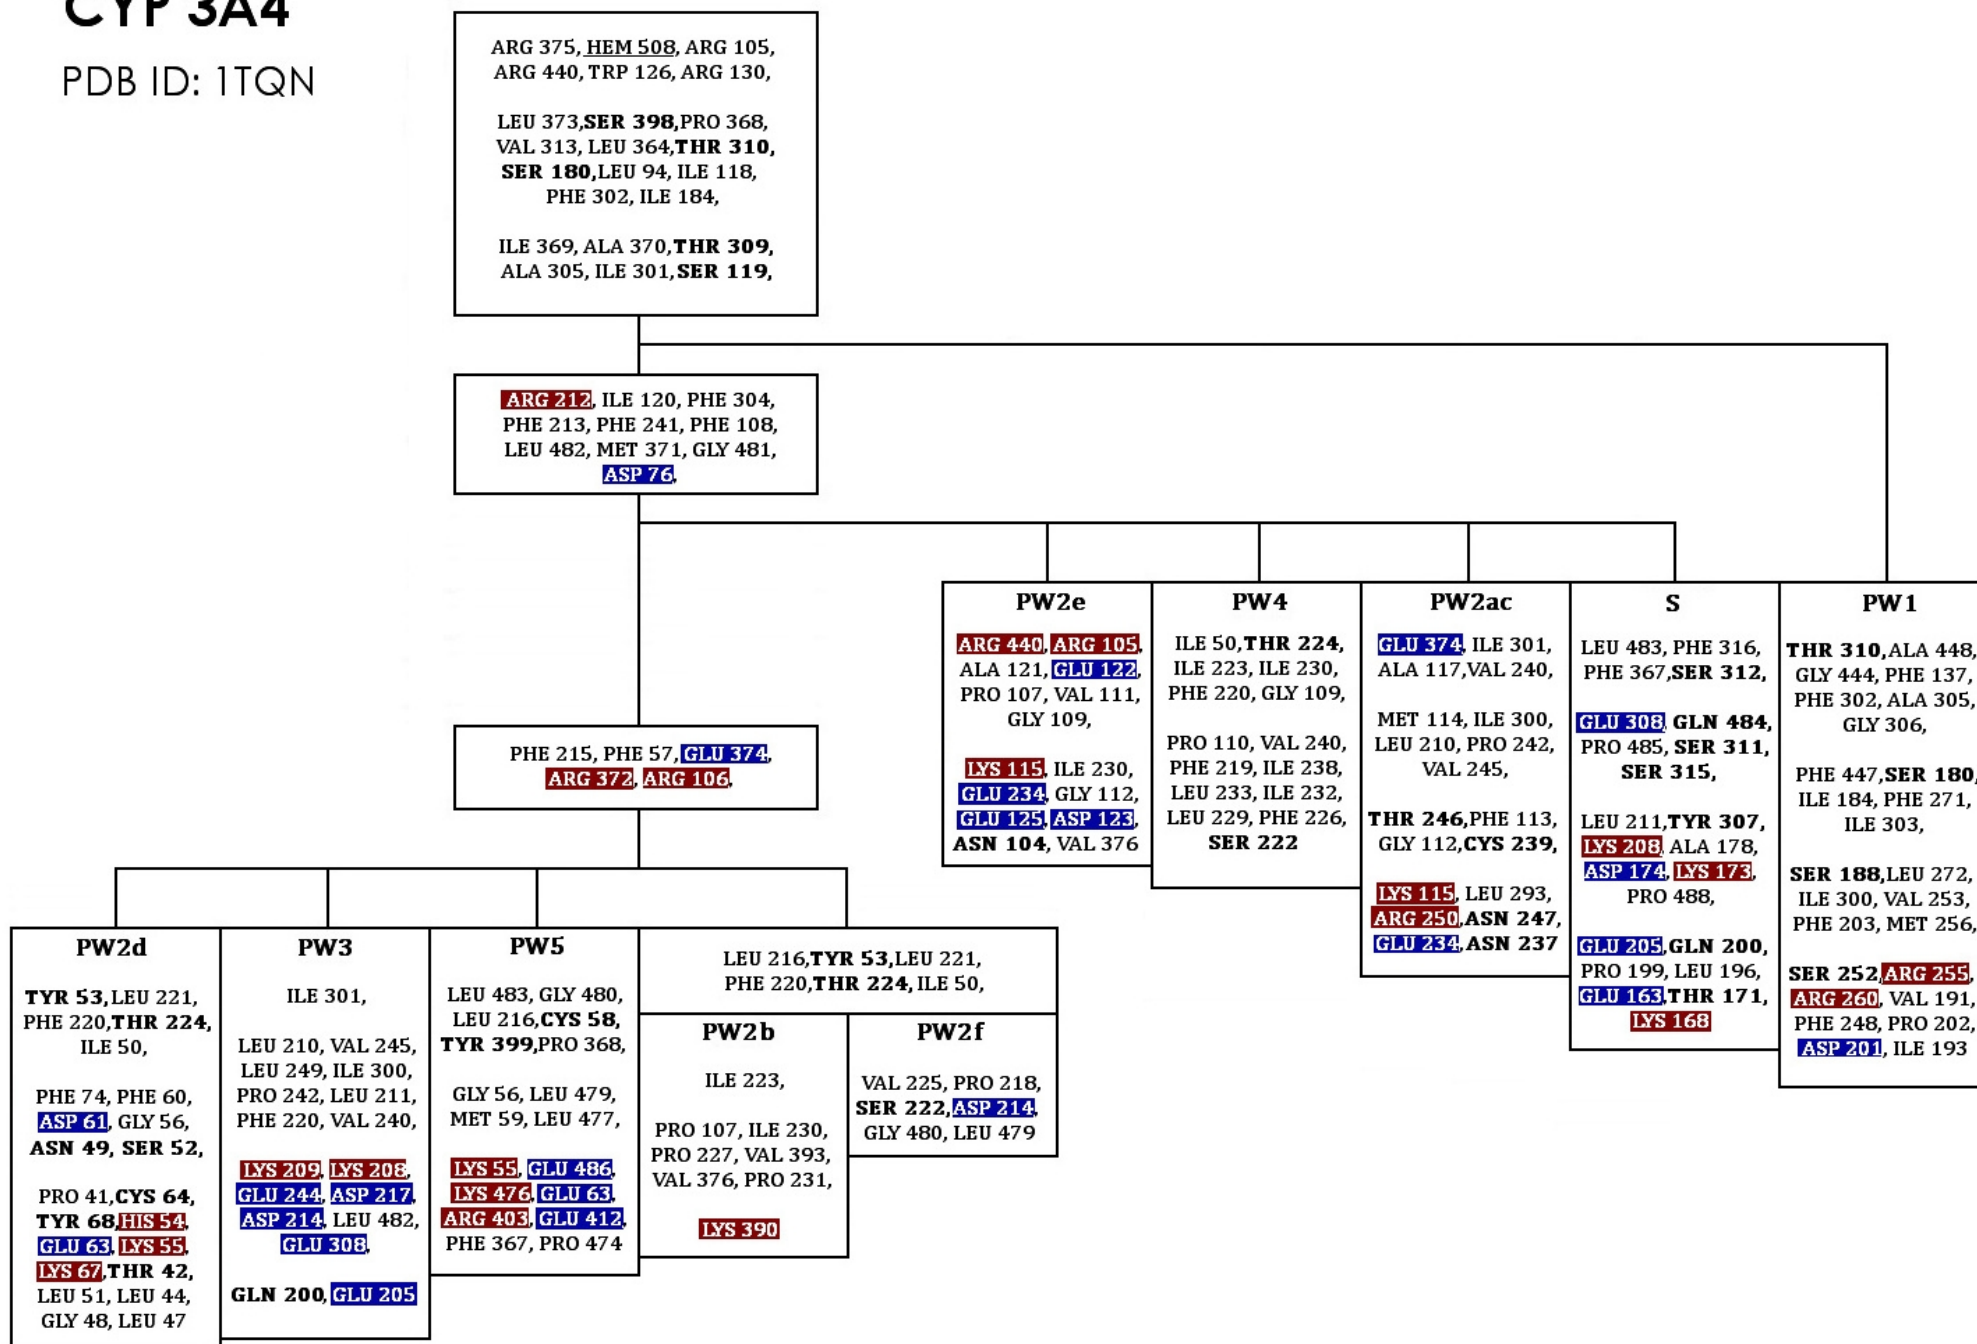 CYP 3A4
PDB ID: 1TQN
ARG 375, HEM 508, ARG 105,
ARG 440, TRP 126, ARG 130,
LEU 373,SER 398,PRO 368,
VAL 313, LEU 364,THR 310,
SER 180,LEU 94, ILE 118,
PHE 302, ILE 184,
ILE 369, ALA 370,THR 309,
ALA 305, ILE 301,SER 119,
ARG 212, ILE 120, PHE 304,
PHE 213, PHE 241, PHE 108,
LEU 482, MET 371, GLY 481,
ASP 76,
PHE 215, PHE 57,GLU 374,
ARG 372, ARG 106,
PW2e
ARG 440, ARG 105,
ALA 121, GLU 122,
PRO 107, VAL 111,
GLY 109,
LYS 115, ILE 230,
GLU 234, GLY 112,
GLU 125, ASP 123,
ASN 104, VAL 376
PW4
ILE 50,THR 224,
ILE 223, ILE 230,
PHE 220, GLY 109,
PRO 110, VAL 240,
PHE 219, ILE 238,
LEU 233, ILE 232,
LEU 229, PHE 226,
SER 222
PW2ac
GLU 374, ILE 301,
ALA 117,VAL 240,
MET 114, ILE 300,
LEU 210, PRO 242,
VAL 245,
THR 246,PHE 113,
GLY 112,CYS 239,
LYS 115, LEU 293,
ARG 250,ASN 247,
GLU 234,ASN 237
S
LEU 483, PHE 316,
PHE 367,SER 312,
GLU 308, GLN 484,
PRO 485, SER 311,
SER 315,
LEU 211,TYR 307,
LYS 208, ALA 178,
ASP 174, LYS 173,
PRO 488,
GLU 205,GLN 200,
PRO 199, LEU 196,
GLU 163,THR 171,
LYS 168
PW1
THR 310,ALA 448,
GLY 444, PHE 137,
PHE 302, ALA 305,
GLY 306,
PHE 447,SER 180,
ILE 184, PHE 271,
ILE 303,
SER 188,LEU 272,
ILE 300, VAL 253,
PHE 203, MET 256,
SER 252,ARG 255,
ARG 260, VAL 191,
PHE 248, PRO 202,
ASP 201, ILE 193
PW2d
TYR 53,LEU 221,
PHE 220,THR 224,
ILE 50,
PHE 74, PHE 60,
ASP 61, GLY 56,
ASN 49, SER 52,
PRO 41,CYS 64,
TYR 68,HIS 54,
GLU 63, LYS 55,
LYS 67,THR 42,
LEU 51, LEU 44,
GLY 48, LEU 47
PW3
ILE 301,
LEU 210, VAL 245,
LEU 249, ILE 300,
PRO 242, LEU 211,
PHE 220, VAL 240,
LYS 209, LYS 208,
GLU 244, ASP 217,
ASP 214, LEU 482,
GLU 308,
GLN 200, GLU 205
PW5
LEU 483, GLY 480,
LEU 216,CYS 58,
TYR 399,PRO 368,
GLY 56, LEU 479,
MET 59, LEU 477,
LYS 55, GLU 486,
LYS 476, GLU 63,
ARG 403, GLU 412,
PHE 367, PRO 474
LEU 216,TYR 53,LEU 221,
PHE 220,THR 224, ILE 50,
PW2b
ILE 223,
PRO 107, ILE 230,
PRO 227, VAL 393,
VAL 376, PRO 231,
LYS 390
PW2f
VAL 225, PRO 218,
SER 222,ASP 214,
GLY 480, LEU 479